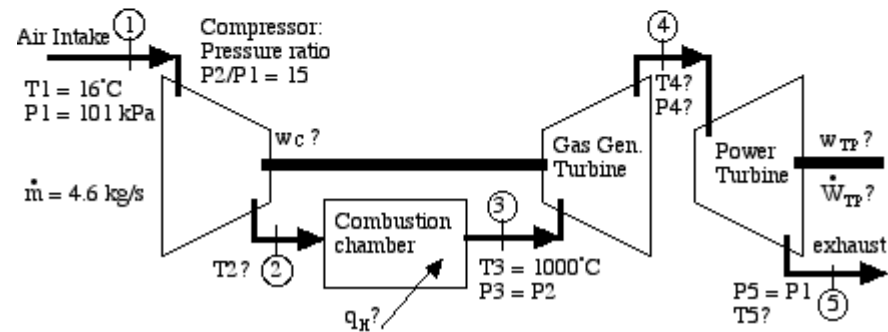 1
Air Intake
T1 = 16°C
P1 = 101 kPa
ṁ = 4.6 kg/s
Compressor:
Pressure ratio
P2/P1 = 15
wC ?
T2?
2
Combustion
chamber
qH?
3
T3 = 1000°C
P3 = P2
Gas Gen.
Turbine
4
T4?
P4?
Power
Turbine
wTP ?
ẆTP?
exhaust
P5 = P1
T5?
5